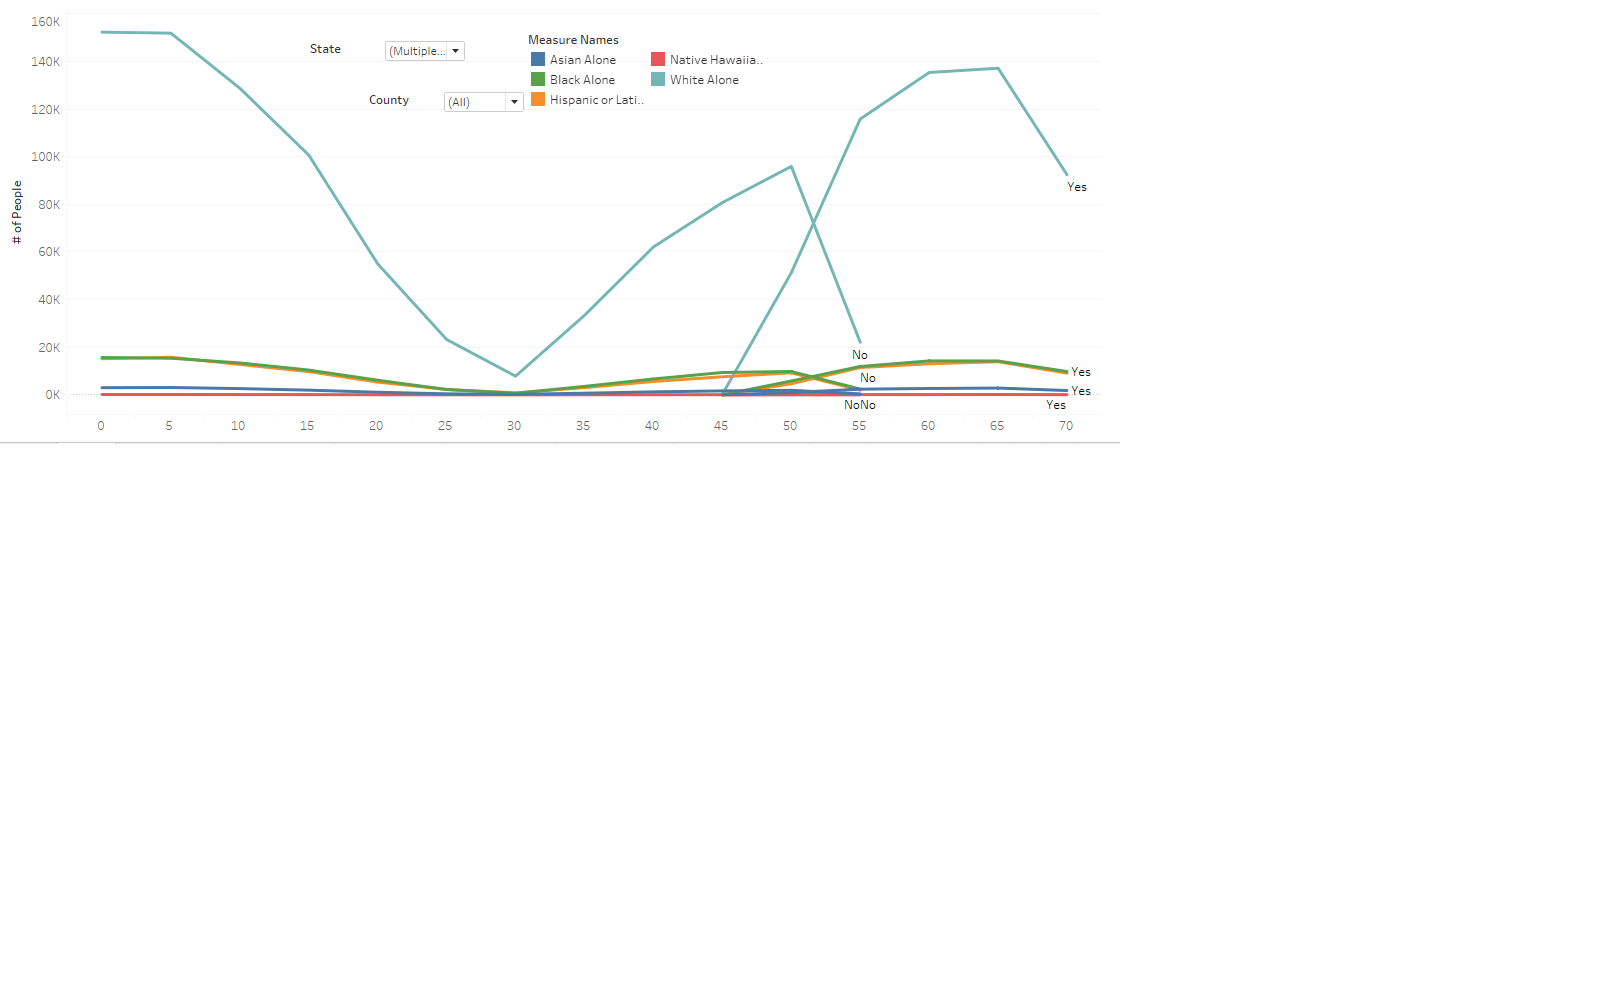 160K
State
(Multiple...
Measure Names
Asian Alone
Native Hawaiia..
140K
Black Alone
White Alone
County
(All)
Hispanic or Lati..
120K
100K
80K
60K
40K
20K
0K
# of People
Yes
No
Yes
No
Yes...
NoNo
Yes
0 5 10 15 20 25 30 35 40 45 50 55 60 65 70